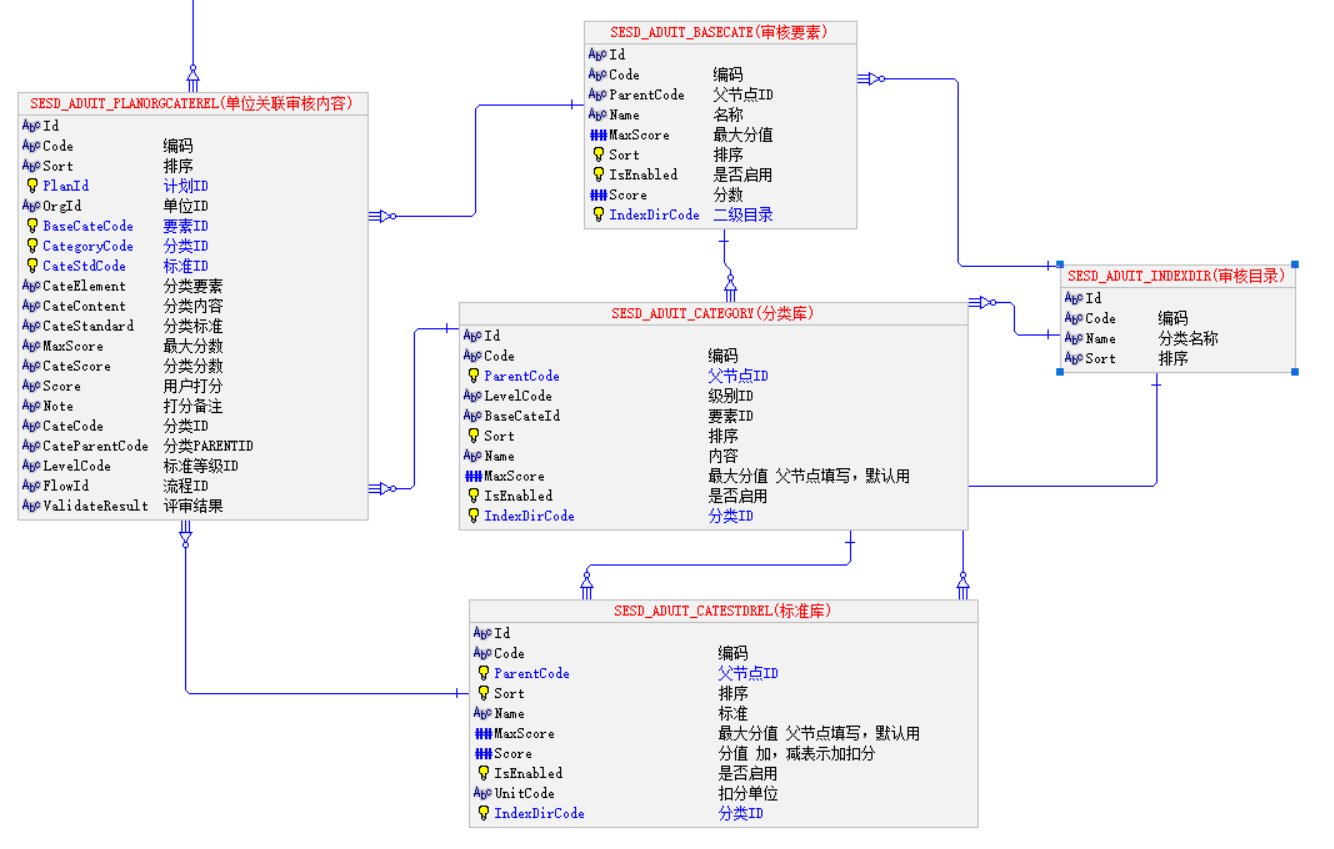 SESD_ADUIT_PLANORGCATEREL(单位关联审核内容)
Id
Code 编码
Sort 排序
PlanId 计划ID
OrgId 单位ID
BaseCateCode 要素ID
CategoryCode 分类ID
CateStdCode 标准ID
CateElement 分类要素
CateContent 分类内容
CateStandard 分类标准
MaxScore 最大分数
CateScore 分类分数
Score 用户打分
Note 打分备注
CateCode 分类ID
CateParentCode 分类PARENTID
LevelCode 标准等级ID
FlowId 流程ID
ValidateResult 评审结果
SESD_ADUIT_BASECATE(审核要素)
Id
Code 编码
ParentCode 父节点ID
Name 名称
MaxScore 最大分值
Sort 排序
IsEnabled 是否启用
Score 分数
IndexDirCode 二级目录
SESD_ADUIT_INDEXDIR(审核目录)
Id
Code 编码
Name 分类名称
Sort 排序
SESD_ADUIT_CATEGORY(分类库)
Id
Code 编码
ParentCode 父节点ID
LevelCode 级别ID
BaseCateId 要素ID
Sort 排序
Name 内容
MaxScore 最大分值 父节点填写，默认用
IsEnabled 是否启用
IndexDirCode 分类ID
SESD_ADUIT_CATESTDREL(标准库)
Id
Code 编码
ParentCode 父节点ID
Sort 排序
Name 标准
MaxScore 最大分值 父节点填写，默认用
Score 分值 加，减表示加扣分
IsEnabled 是否启用
UnitCode 扣分单位
IndexDirCode 分类ID